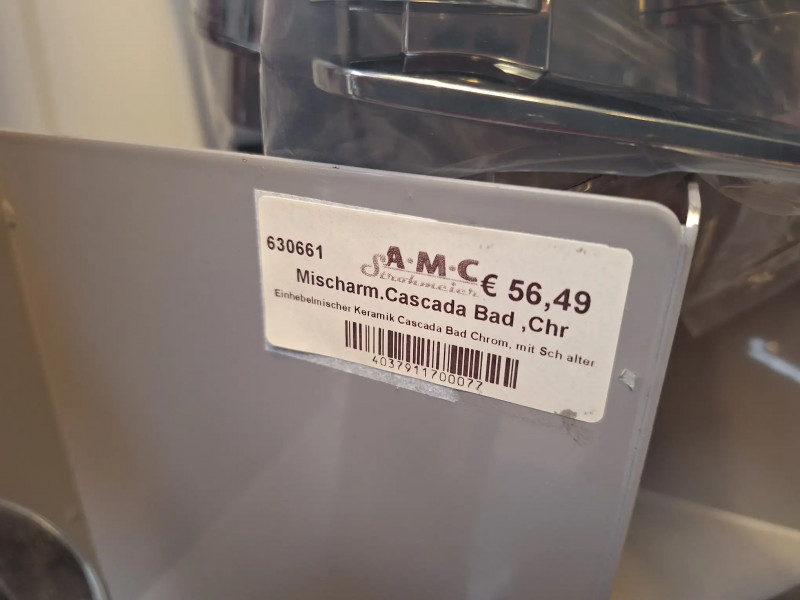 630661
A·M·C
Strohmeier
€ 56,49
Mischarm.Cascada Bad ,Chr
Einhebelmischer Keramik Cascada Bad Chrom, mit Sch alter
4037911700077